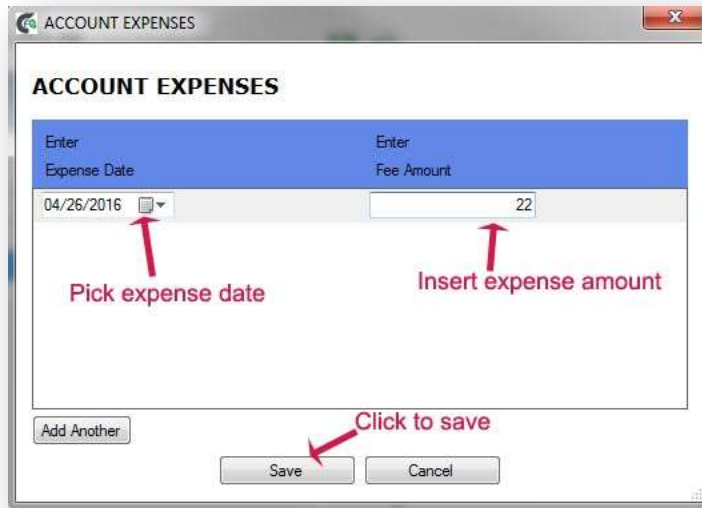 ACCOUNT EXPENSES
ACCOUNT EXPENSES
Enter Enter
Expense Date Fee Amount
04/26/2016 22
Pick expense date Insert expense amount
Add Another Click to save
Save Cancel